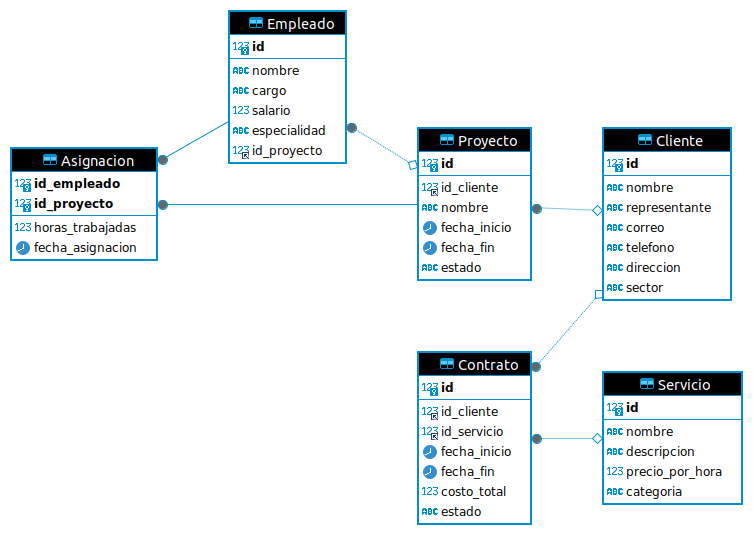 Empleado
123 id
ABC nombre
ABC cargo
123 salario
ABC especialidad
123 id_proyecto
Asignacion
123 id_empleado
123 id_proyecto
123 horas_trabajadas
fecha_asignacion
Proyecto
123 id
123 id_cliente
ABC nombre
fecha_inicio
fecha_fin
ABC estado
Cliente
123 id
ABC nombre
ABC representante
ABC correo
ABC telefono
ABC direccion
ABC sector
Contrato
123 id
123 id_cliente
123 id_servicio
fecha_inicio
fecha_fin
123 costo_total
ABC estado
Servicio
123 id
ABC nombre
ABC descripcion
123 precio_por_hora
ABC categoria